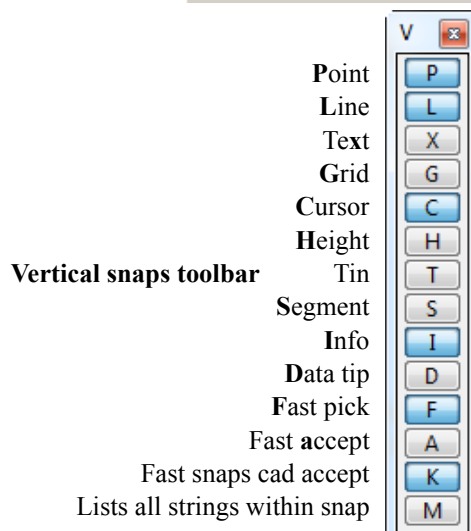 V x
Point P
Line L
Text X
Grid G
Cursor C
Height H
Vertical snaps toolbar Tin T
Segment S
Info I
Data tip D
Fast pick F
Fast accept A
Fast snaps cad accept K
Lists all strings within snap M